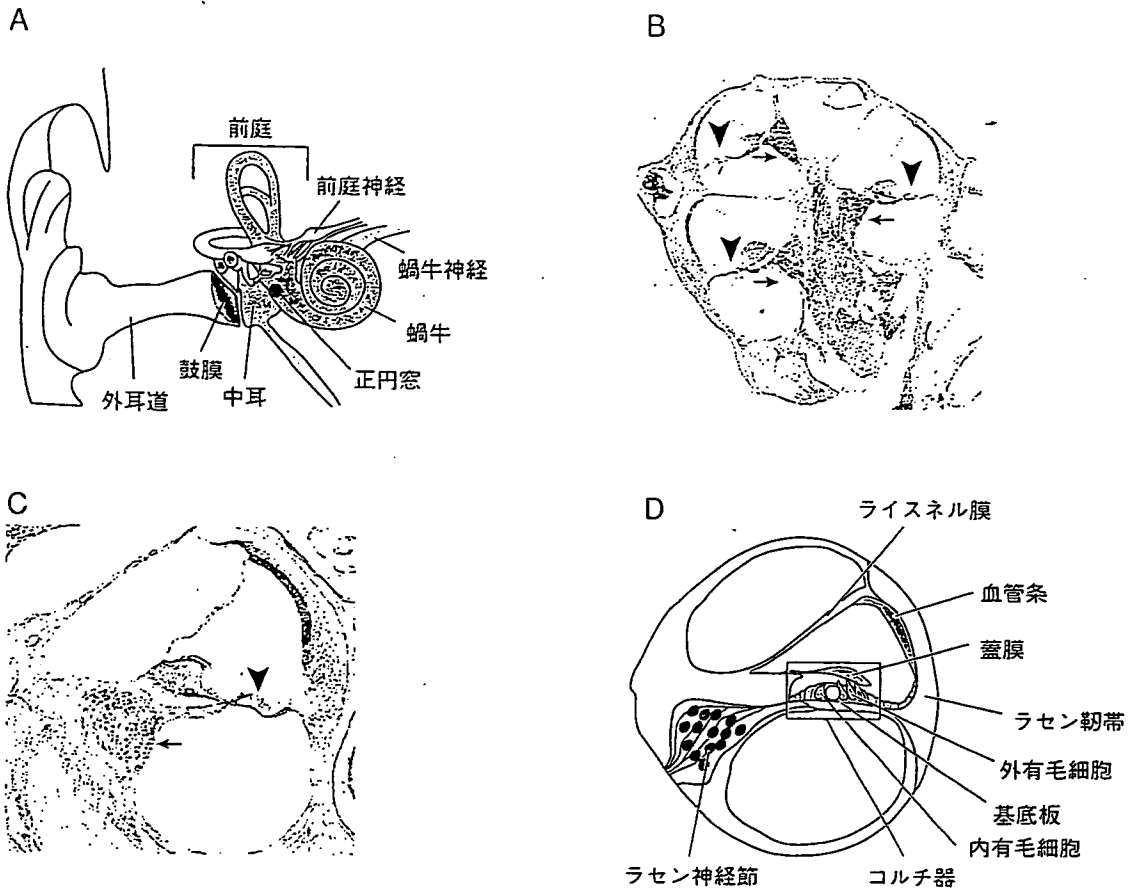 A
前庭
前庭神経
蝸牛神経
蝸牛
正円窓
中耳
鼓膜
外耳道
B
C
D
ライスネル膜
血管条
蓋膜
ラセン靭帯
外有毛細胞
基底板
内有毛細胞
コルチ器
ラセン神経節